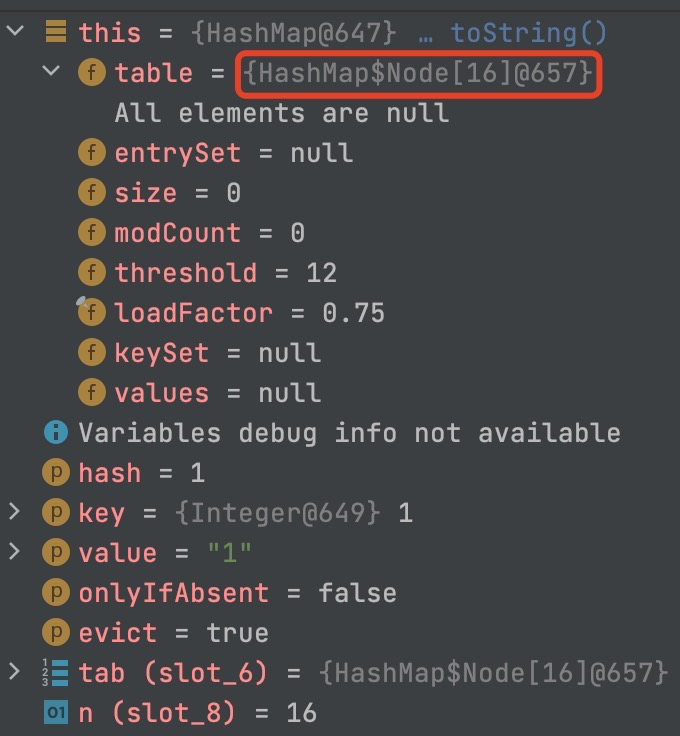 this = {HashMap@647} … toString()
f table = {HashMap$Node[16]@657}
All elements are null
f entrySet = null
f size = 0
f modCount = 0
f threshold = 12
f loadFactor = 0.75
f keySet = null
f values = null
i Variables debug info not available
p hash = 1
p key = {Integer@649} 1
p value = "1"
p onlyIfAbsent = false
p evict = true
123 tab (slot_6) = {HashMap$Node[16]@657}
01 n (slot_8) = 16